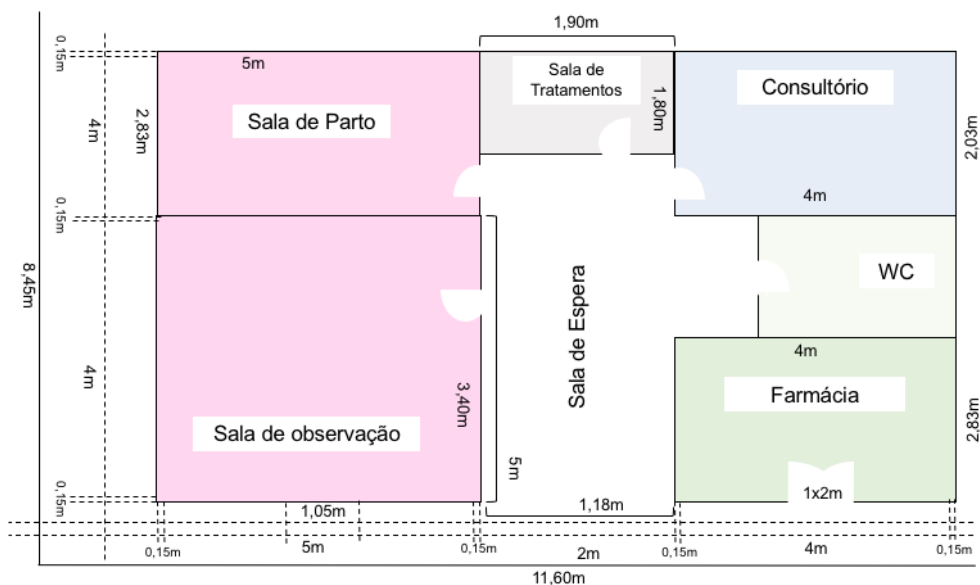 1,90m
0,15m
5m
Sala de
Tratamentos
1,80m
Consultório
4m
2,83m
Sala de Parto
2,03m
4m
0,15m
8,45m
WC
Sala de Espera
4m
4m
3,40m
Farmácia
2,83m
Sala de observação
5m
0,15m
1x2m
1,05m
1,18m
0,15m
5m
0,15m
2m
0,15m
4m
0,15m
11,60m